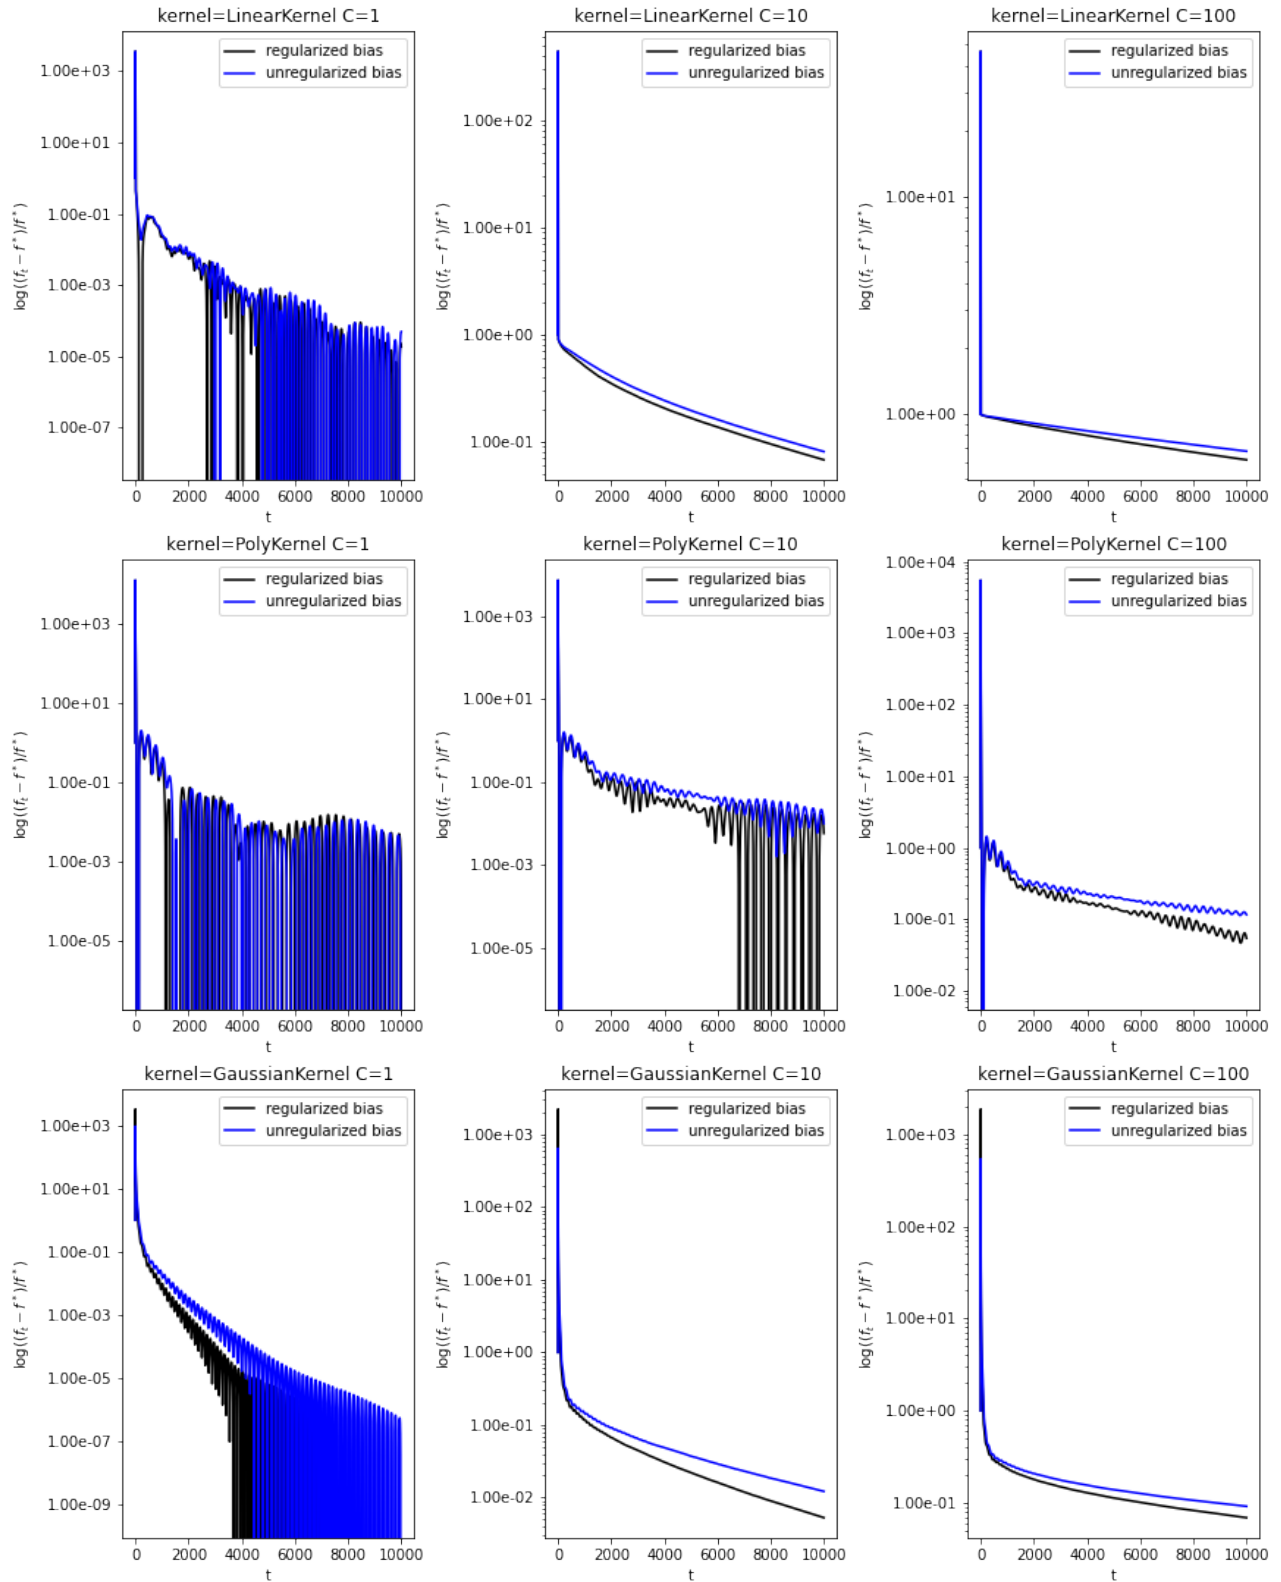 kernel=LinearKernel C=1
regularized bias
unregularized bias
1.00e+03
1.00e+01
1.00e-01
1.00e-03
1.00e-05
1.00e-07
log((f_t − f*)/f*)
0 2000 4000 6000 8000 10000
t
kernel=LinearKernel C=10
regularized bias
unregularized bias
1.00e+02
1.00e+01
1.00e+00
1.00e-01
log((f_t − f*)/f*)
0 2000 4000 6000 8000 10000
t
kernel=LinearKernel C=100
regularized bias
unregularized bias
1.00e+01
1.00e+00
log((f_t − f*)/f*)
0 2000 4000 6000 8000 10000
t
kernel=PolyKernel C=1
regularized bias
unregularized bias
1.00e+03
1.00e+01
1.00e-01
1.00e-03
1.00e-05
log((f_t − f*)/f*)
0 2000 4000 6000 8000 10000
t
kernel=PolyKernel C=10
regularized bias
unregularized bias
1.00e+03
1.00e+01
1.00e-01
1.00e-03
1.00e-05
log((f_t − f*)/f*)
0 2000 4000 6000 8000 10000
t
kernel=PolyKernel C=100
regularized bias
unregularized bias
1.00e+04
1.00e+03
1.00e+02
1.00e+01
1.00e+00
1.00e-01
1.00e-02
log((f_t − f*)/f*)
0 2000 4000 6000 8000 10000
t
kernel=GaussianKernel C=1
regularized bias
unregularized bias
1.00e+03
1.00e+01
1.00e-01
1.00e-03
1.00e-05
1.00e-07
1.00e-09
log((f_t − f*)/f*)
0 2000 4000 6000 8000 10000
t
kernel=GaussianKernel C=10
regularized bias
unregularized bias
1.00e+03
1.00e+02
1.00e+01
1.00e+00
1.00e-01
1.00e-02
log((f_t − f*)/f*)
0 2000 4000 6000 8000 10000
t
kernel=GaussianKernel C=100
regularized bias
unregularized bias
1.00e+03
1.00e+02
1.00e+01
1.00e+00
1.00e-01
log((f_t − f*)/f*)
0 2000 4000 6000 8000 10000
t